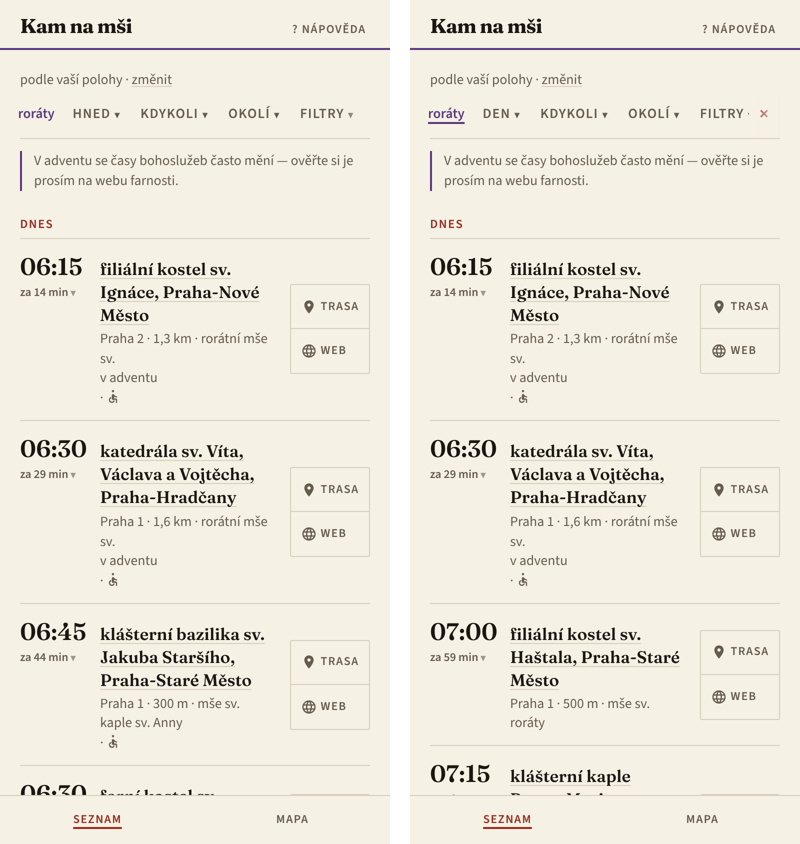 Kam na mši
? NÁPOVĚDA
podle vaší polohy · změnit
roráty HNED ▾ KDYKOLI ▾ OKOLÍ ▾ FILTRY ▾
V adventu se časy bohoslužeb často mění — ověřte si je
prosím na webu farnosti.
DNES
06:15
za 14 min ▾
filiální kostel sv.
Ignáce, Praha-Nové
Město
Praha 2 · 1,3 km · rorátní mše
sv.
v adventu
·
TRASA
WEB
06:30
za 29 min ▾
katedrála sv. Víta,
Václava a Vojtěcha,
Praha-Hradčany
Praha 1 · 1,6 km · rorátní mše
sv.
v adventu
·
TRASA
WEB
06:45
za 44 min ▾
klášterní bazilika sv.
Jakuba Staršího,
Praha-Staré Město
Praha 1 · 300 m · mše sv.
kaple sv. Anny
·
TRASA
WEB
06:30
SEZNAM
MAPA
Kam na mši
? NÁPOVĚDA
podle vaší polohy · změnit
roráty DEN ▾ KDYKOLI ▾ OKOLÍ ▾ FILTRY · ✕
V adventu se časy bohoslužeb často mění — ověřte si je
prosím na webu farnosti.
DNES
06:15
za 14 min ▾
filiální kostel sv.
Ignáce, Praha-Nové
Město
Praha 2 · 1,3 km · rorátní mše
sv.
v adventu
·
TRASA
WEB
06:30
za 29 min ▾
katedrála sv. Víta,
Václava a Vojtěcha,
Praha-Hradčany
Praha 1 · 1,6 km · rorátní mše
sv.
v adventu
·
TRASA
WEB
07:00
za 59 min ▾
filiální kostel sv.
Haštala, Praha-Staré
Město
Praha 1 · 500 m · mše sv.
roráty
TRASA
WEB
07:15
klášterní kaple
SEZNAM
MAPA